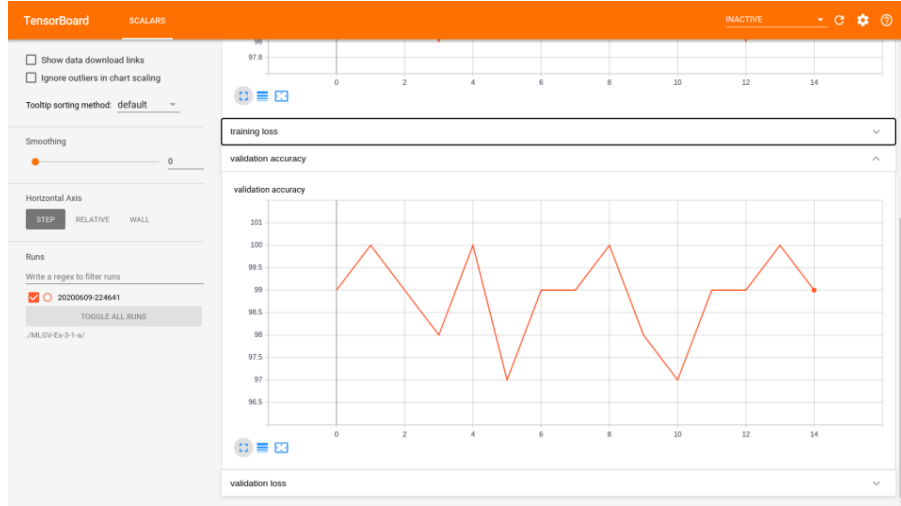 TensorBoard SCALARS INACTIVE
Show data download links
Ignore outliers in chart scaling
Tooltip sorting method: default
Smoothing
0
Horizontal Axis
STEP RELATIVE WALL
Runs
Write a regex to filter runs
20200609-224641
TOGGLE ALL RUNS
./MLGV-Ex-3-1-a/
98
97.8
0 2 4 6 8 10 12 14
training loss
validation accuracy
validation accuracy
101
100
99.5
99
98.5
98
97.5
97
96.5
0 2 4 6 8 10 12 14
validation loss